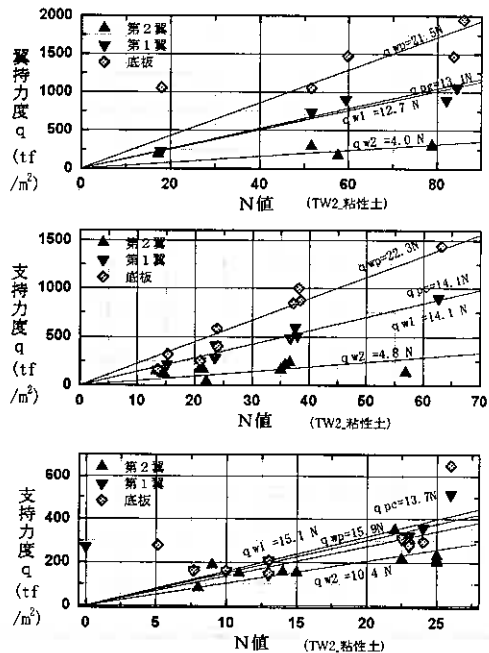 2000
1500
1000
500
0
翼持力度 q (tf/m²)
▲ 第2翼
▼ 第1翼
◇ 底板
q wp=21.5N
q pc=13.1N
q w1=12.7 N
q w2=4.0 N
0 20 40 60 80
N値 (TW2_粘性土)
1500
1000
500
0
支持力度 q (tf/m²)
▲ 第2翼
▼ 第1翼
◇ 底板
q wp=22.3N
q pc=14.1N
q w1=14.1 N
q w2=4.8 N
0 10 20 30 40 50 60 70
N値 (TW2_粘性土)
600
400
200
0
支持力度 q (tf/m²)
▲ 第2翼
▼ 第1翼
◇ 底板
q pc=13.7N
q w1=15.1 N
q wp=15.9N
q w2=10.4 N
0 5 10 15 20 25
N値 (TW2_粘性土)